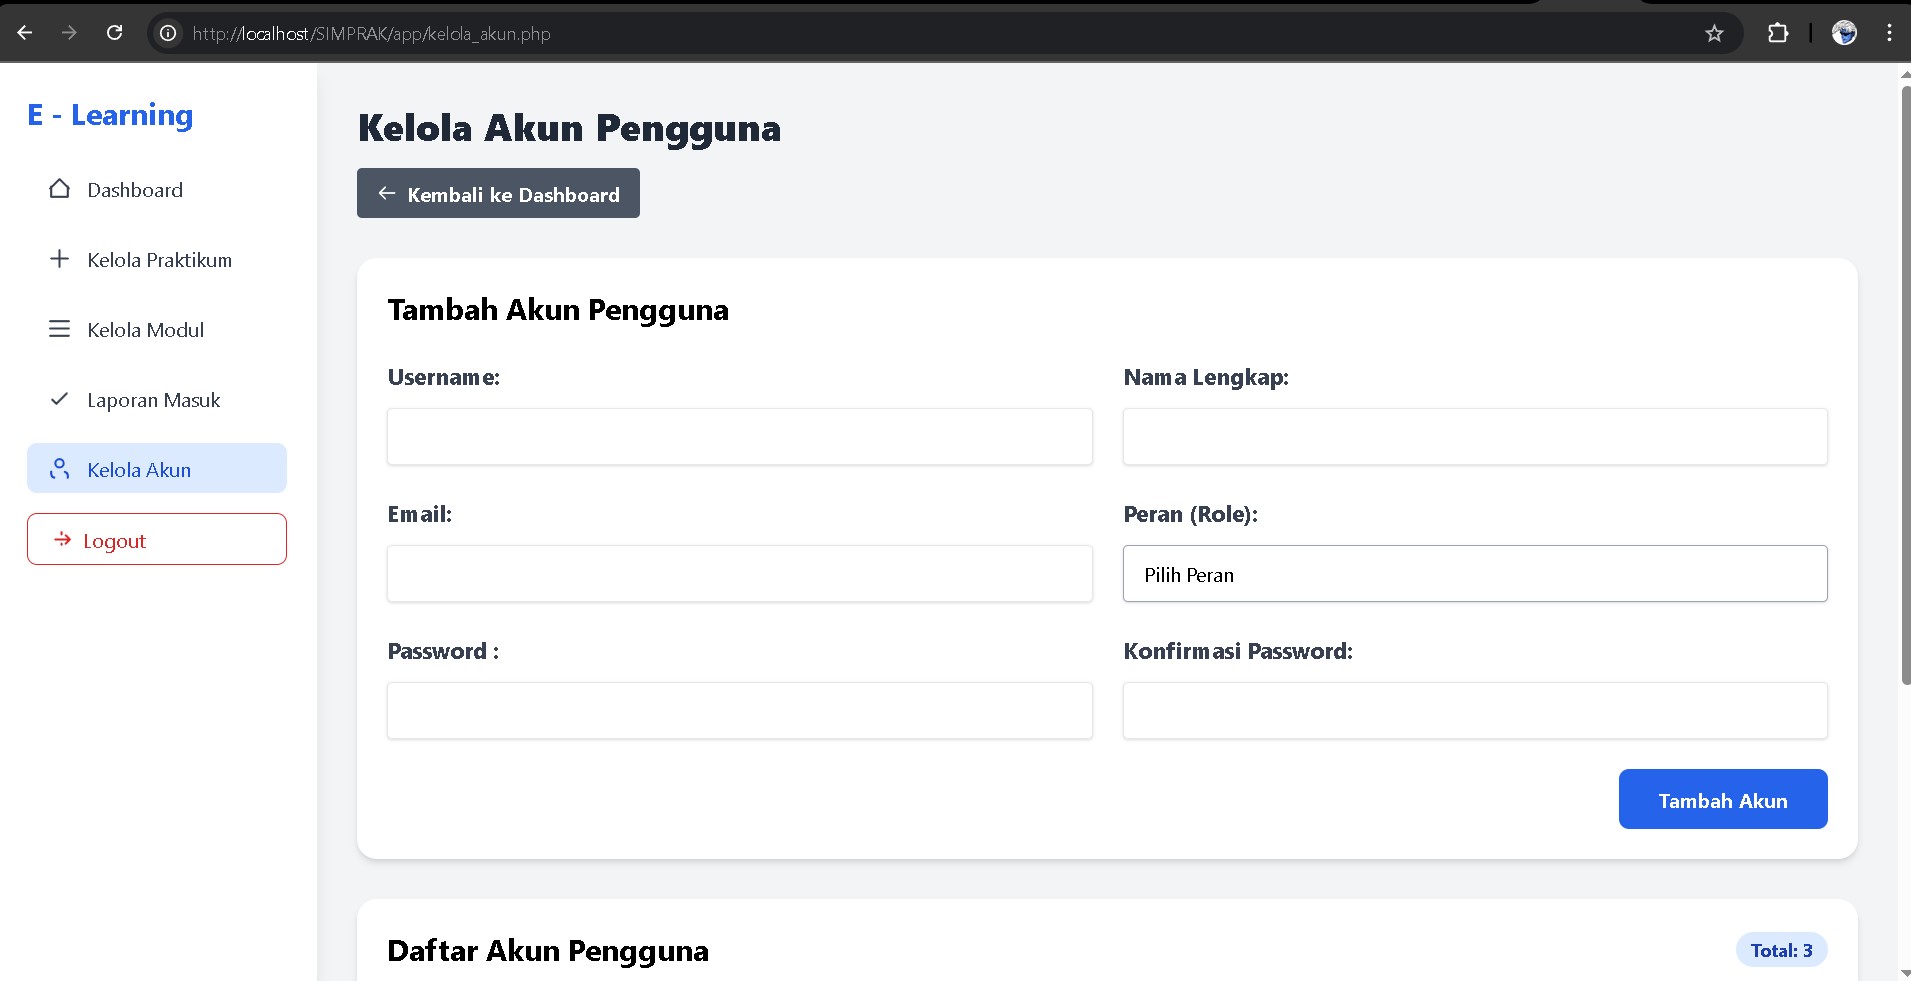 http://localhost/SIMPRAK/app/kelola_akun.php
E - Learning
Dashboard
Kelola Praktikum
Kelola Modul
Laporan Masuk
Kelola Akun
Logout
Kelola Akun Pengguna
Kembali ke Dashboard
Tambah Akun Pengguna
Username:
Nama Lengkap:
Email:
Peran (Role):
Pilih Peran
Password :
Konfirmasi Password:
Tambah Akun
Daftar Akun Pengguna
Total: 3